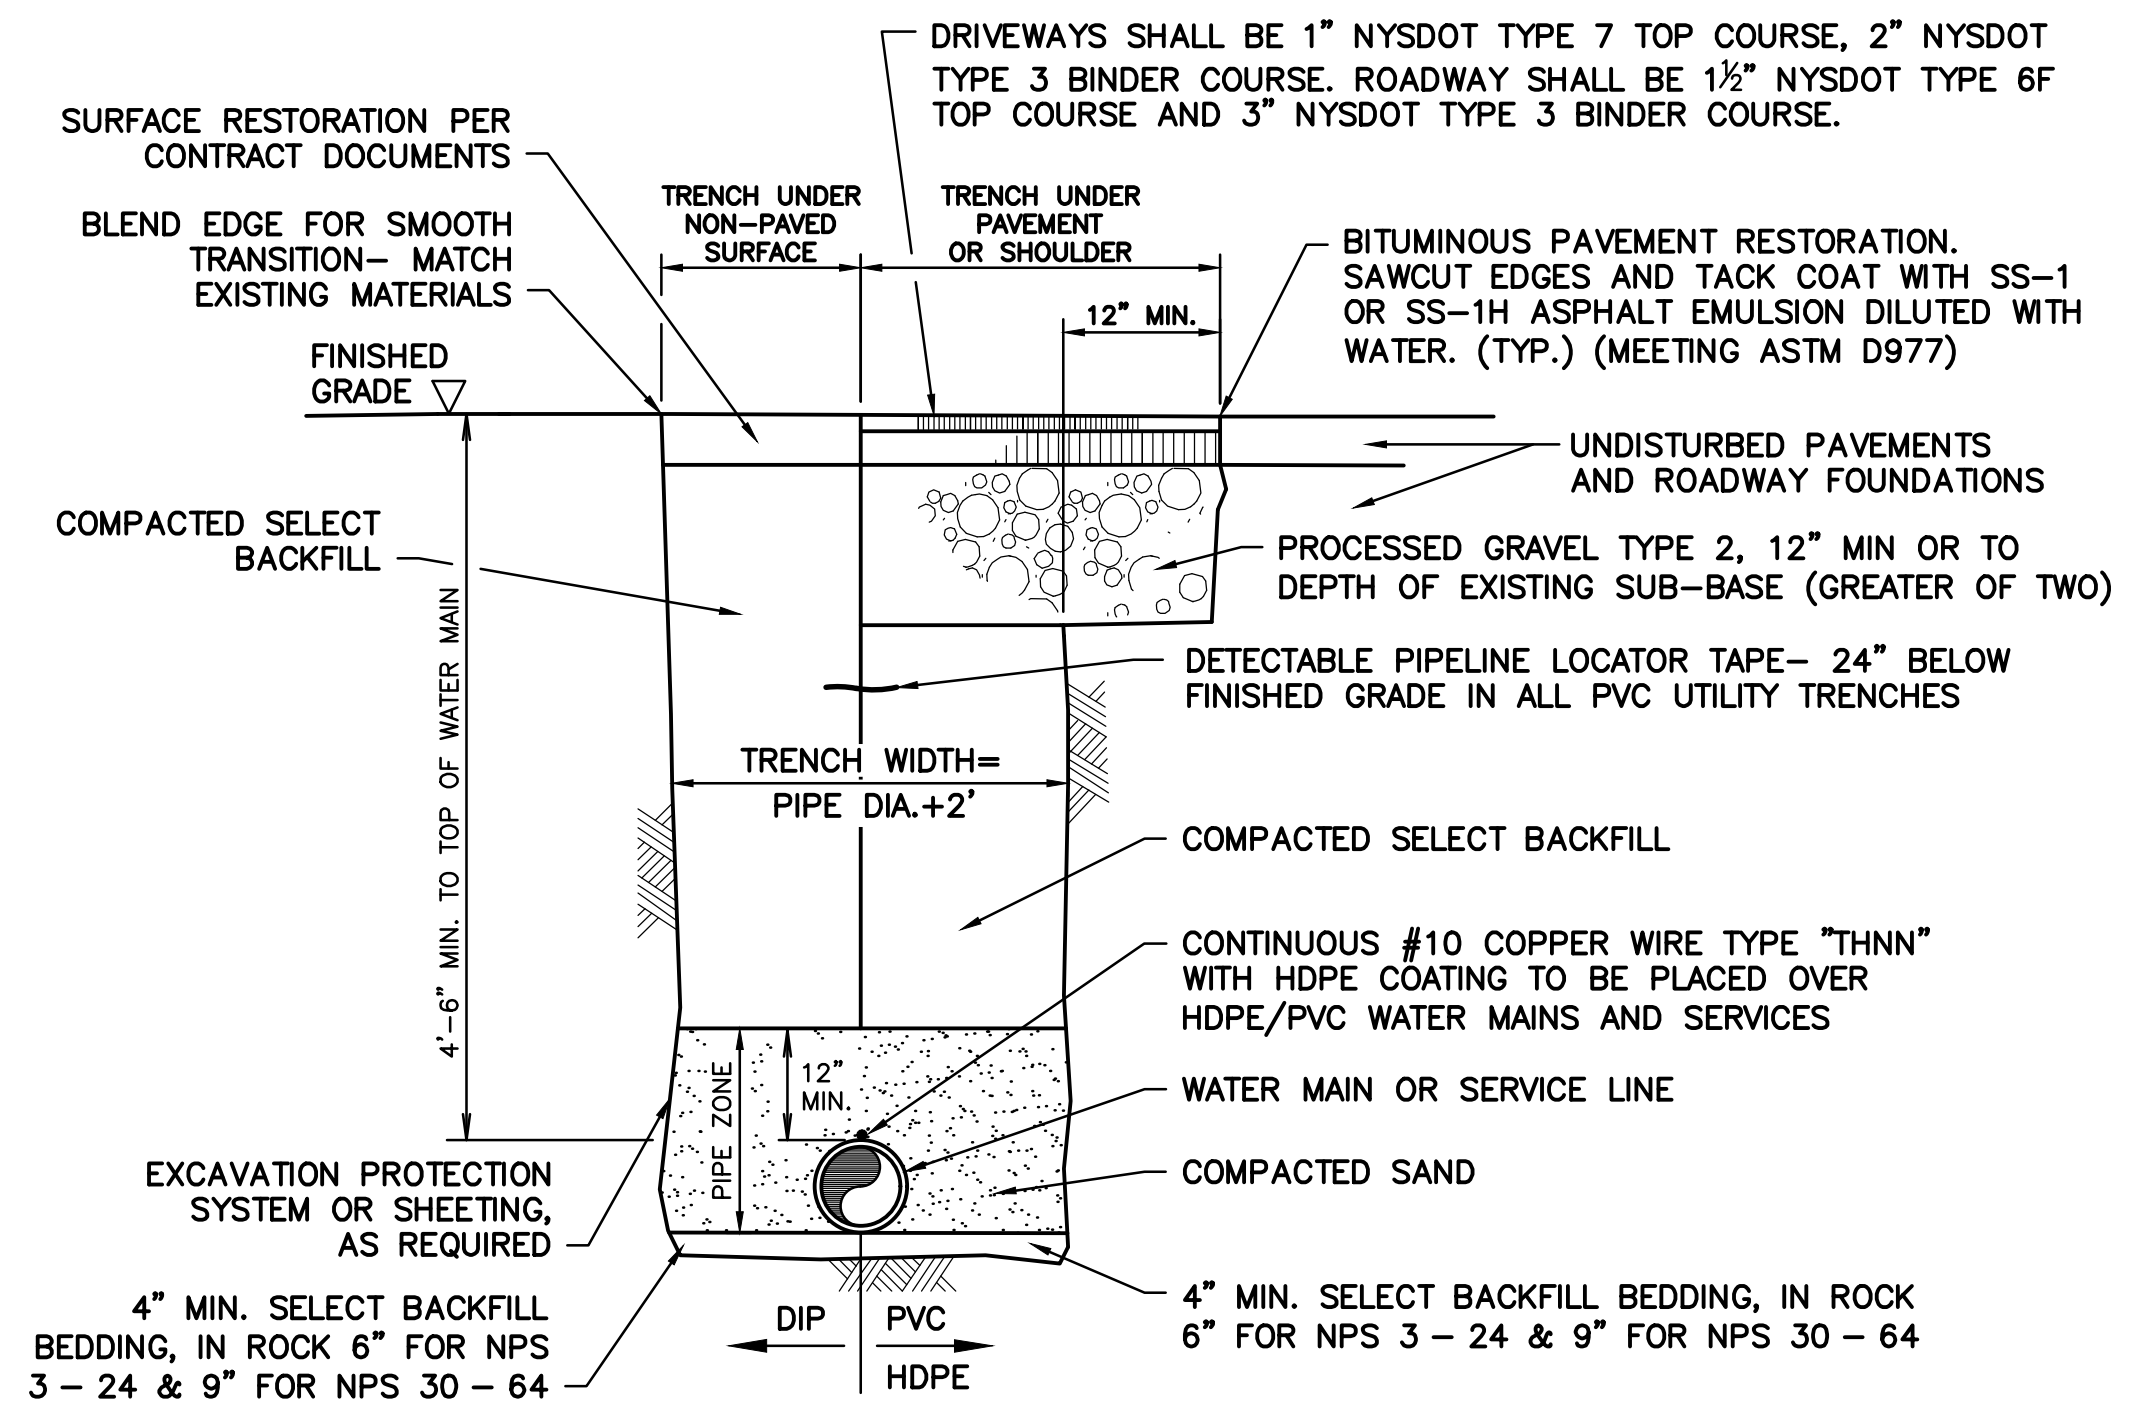 DRIVEWAYS SHALL BE 1” NYSDOT TYPE 7 TOP COURSE, 2” NYSDOT
TYPE 3 BINDER COURSE. ROADWAY SHALL BE 1½” NYSDOT TYPE 6F
TOP COURSE AND 3” NYSDOT TYPE 3 BINDER COURSE.
SURFACE RESTORATION PER
CONTRACT DOCUMENTS
TRENCH UNDER
NON-PAVED
SURFACE
TRENCH UNDER
PAVEMENT
OR SHOULDER
BLEND EDGE FOR SMOOTH
TRANSITION- MATCH
EXISTING MATERIALS
BITUMINOUS PAVEMENT RESTORATION.
SAWCUT EDGES AND TACK COAT WITH SS-1
OR SS-1H ASPHALT EMULSION DILUTED WITH
WATER. (TYP.) (MEETING ASTM D977)
12” MIN.
FINISHED
GRADE
UNDISTURBED PAVEMENTS
AND ROADWAY FOUNDATIONS
COMPACTED SELECT
BACKFILL
PROCESSED GRAVEL TYPE 2, 12” MIN OR TO
DEPTH OF EXISTING SUB-BASE (GREATER OF TWO)
4’-6” MIN. TO TOP OF WATER MAIN
DETECTABLE PIPELINE LOCATOR TAPE- 24” BELOW
FINISHED GRADE IN ALL PVC UTILITY TRENCHES
TRENCH WIDTH=
PIPE DIA.+2’
COMPACTED SELECT BACKFILL
CONTINUOUS #10 COPPER WIRE TYPE ”THNN”
WITH HDPE COATING TO BE PLACED OVER
HDPE/PVC WATER MAINS AND SERVICES
PIPE ZONE
12”
MIN.
WATER MAIN OR SERVICE LINE
COMPACTED SAND
EXCAVATION PROTECTION
SYSTEM OR SHEETING,
AS REQUIRED
4” MIN. SELECT BACKFILL
BEDDING, IN ROCK 6” FOR NPS
3 - 24 & 9” FOR NPS 30 - 64
4” MIN. SELECT BACKFILL BEDDING, IN ROCK
6” FOR NPS 3 - 24 & 9” FOR NPS 30 - 64
DIP
PVC
HDPE